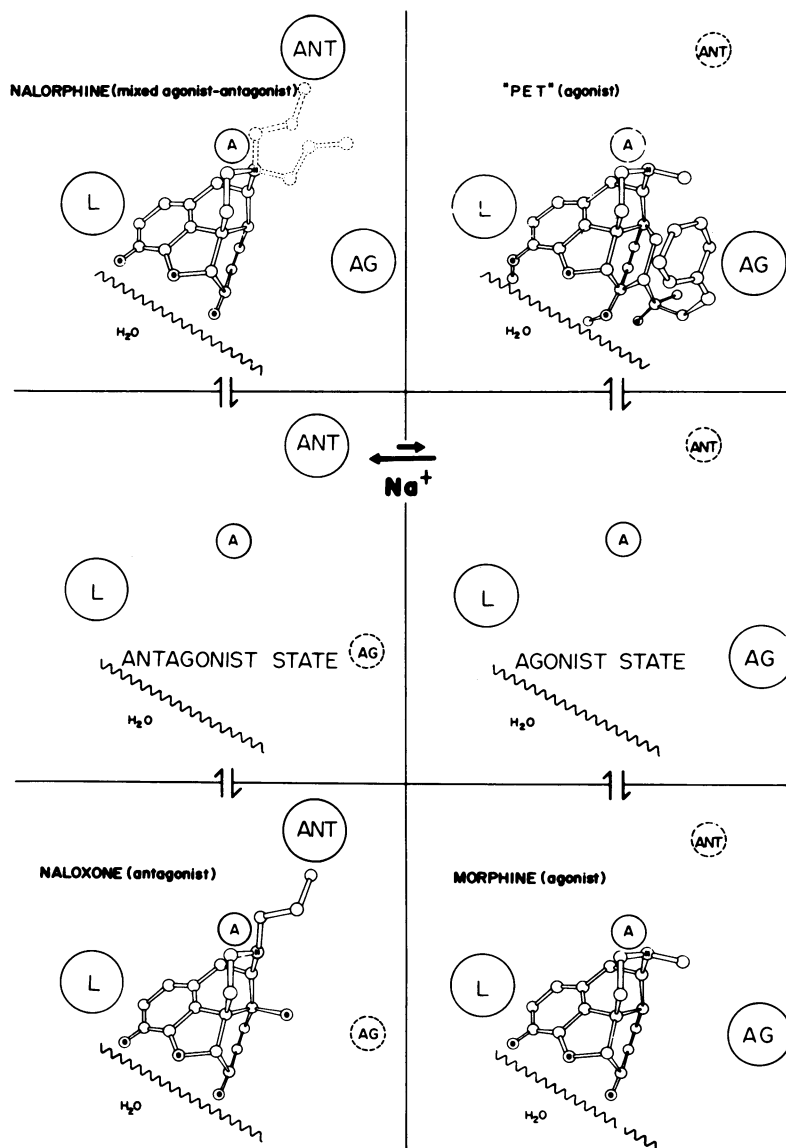 ANT
NALORPHINE (mixed agonist-antagonist)
A
L
AG
H₂O
ANT
"PET" (agonist)
A
L
AG
H₂O
ANT
Na⁺
A
L
ANTAGONIST STATE
AG
H₂O
ANT
A
L
AGONIST STATE
AG
H₂O
ANT
NALOXONE (antagonist)
A
L
AG
H₂O
ANT
MORPHINE (agonist)
A
L
AG
H₂O